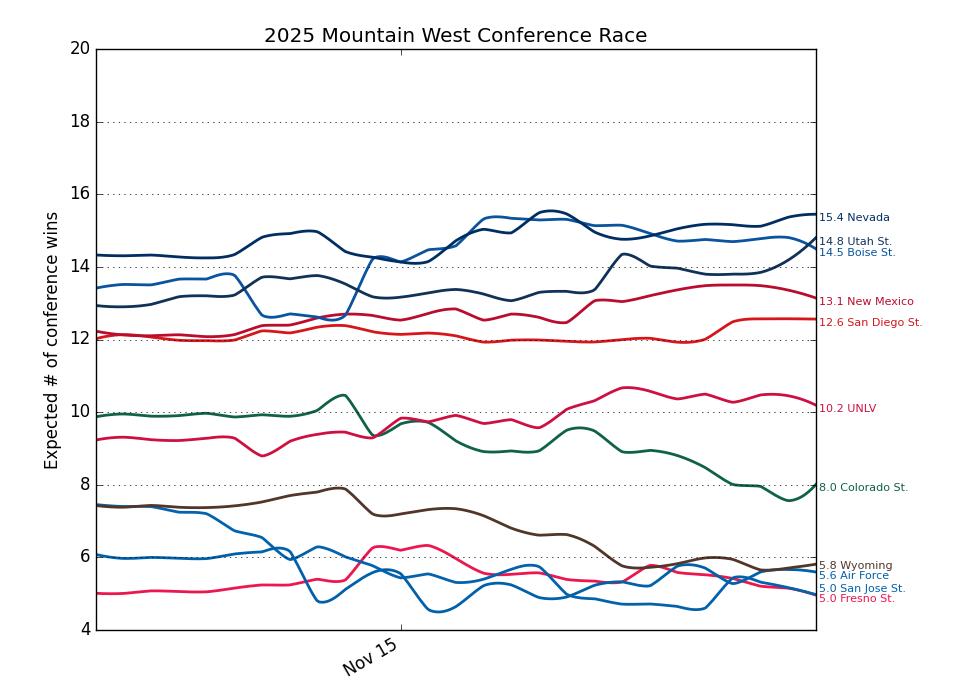 2025 Mountain West Conference Race
Expected # of conference wins
20
18
16
14
12
10
8
6
4
Nov 15
15.4 Nevada
14.8 Utah St.
14.5 Boise St.
13.1 New Mexico
12.6 San Diego St.
10.2 UNLV
8.0 Colorado St.
5.8 Wyoming
5.6 Air Force
5.0 San Jose St.
5.0 Fresno St.